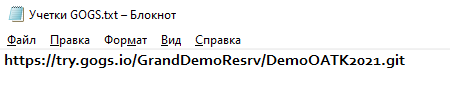 Учетки GOGS.txt – Блокнот
Файл Правка Формат Вид Справка
https://try.gogs.io/GrandDemoResrv/DemoOATK2021.git